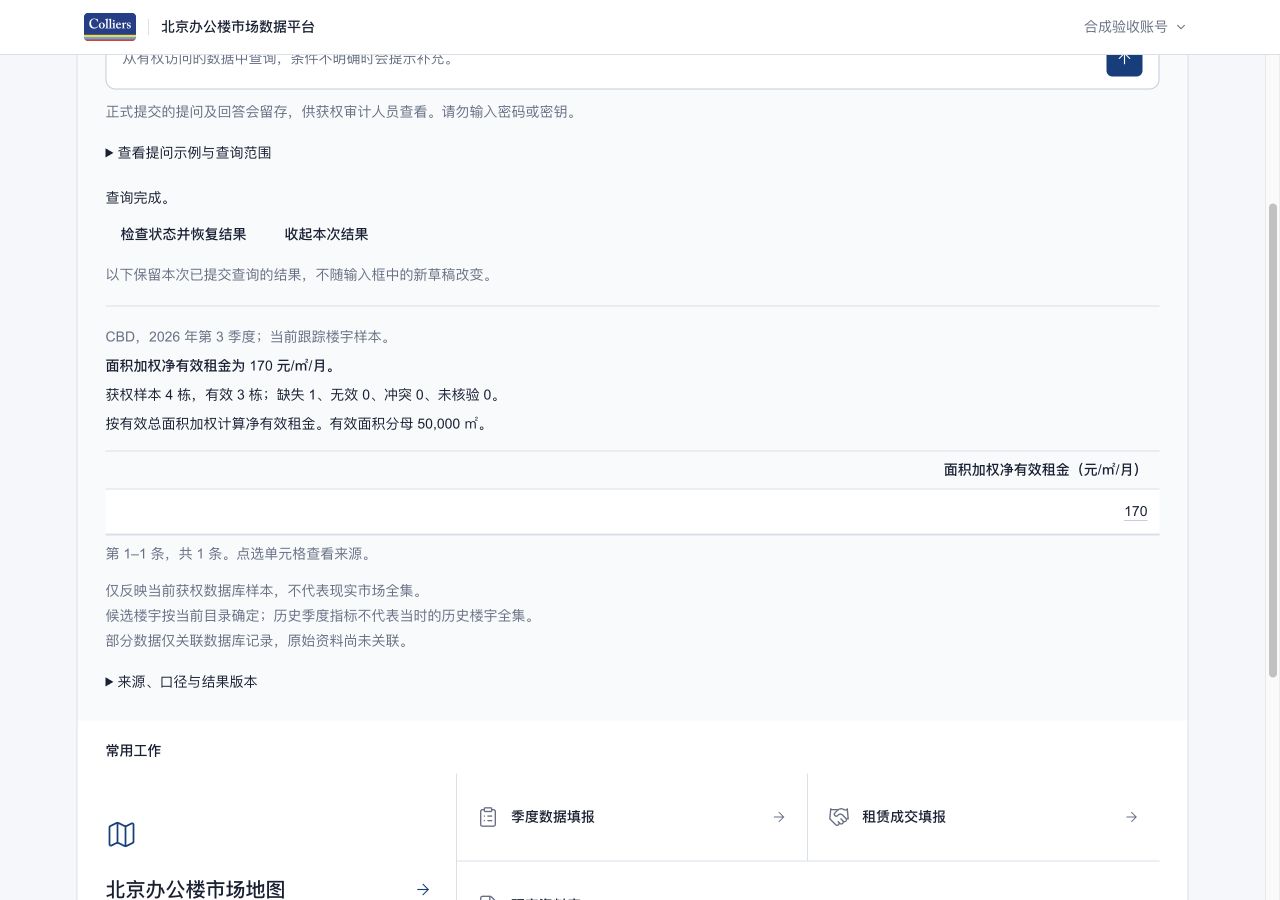 Colliers
北京办公楼市场数据平台
合成验收账号
从有权访问的数据中查询，条件不明确时会提示补充。
正式提交的提问及回答会留存，供获权审计人员查看。请勿输入密码或密钥。
查看提问示例与查询范围
查询完成。
检查状态并恢复结果 收起本次结果
以下保留本次已提交查询的结果，不随输入框中的新草稿改变。
CBD，2026 年第 3 季度；当前跟踪楼宇样本。
面积加权净有效租金为 170 元/㎡/月。
获权样本 4 栋，有效 3 栋；缺失 1、无效 0、冲突 0、未核验 0。
按有效总面积加权计算净有效租金。有效面积分母 50,000 ㎡。
面积加权净有效租金（元/㎡/月）
170
第 1–1 条，共 1 条。点选单元格查看来源。
仅反映当前获权数据库样本，不代表现实市场全集。
候选楼宇按当前目录确定；历史季度指标不代表当时的历史楼宇全集。
部分数据仅关联数据库记录，原始资料尚未关联。
来源、口径与结果版本
常用工作
季度数据填报
租赁成交填报
北京办公楼市场地图